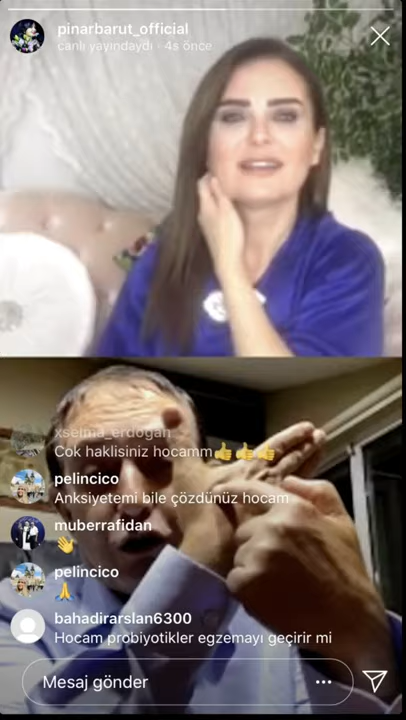 pinarbarut_official
canlı yayındaydı · 4s önce
xselma_erdogan
Cok haklisiniz hocamm👍👍👍
pelincico
Anksiyetemi bile çözdünüz hocam
muberrafidan
👋
pelincico
🙏
bahadirarslan6300
Hocam probiyotikler egzemayı geçirir mi
Mesaj gönder